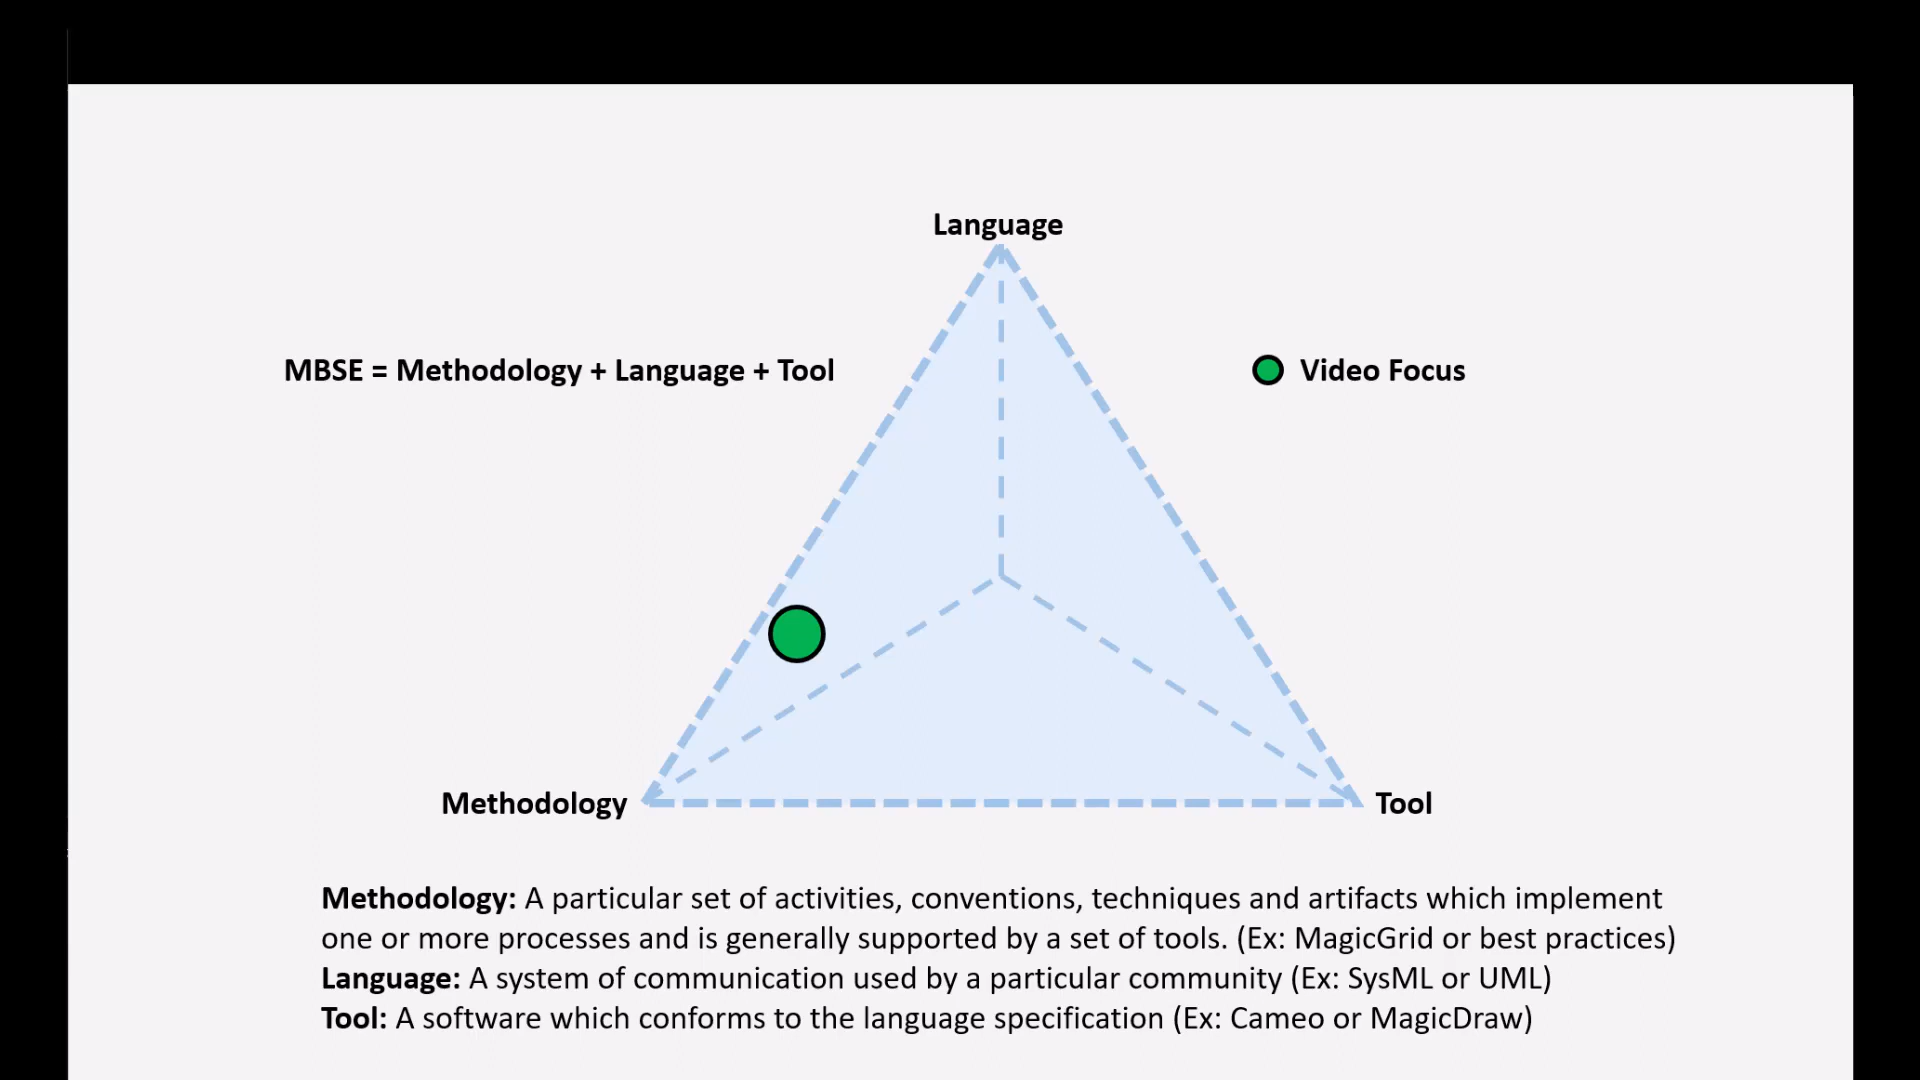 Language
MBSE = Methodology + Language + Tool
Video Focus
Methodology
Tool
Methodology: A particular set of activities, conventions, techniques and artifacts which implement
one or more processes and is generally supported by a set of tools. (Ex: MagicGrid or best practices)
Language: A system of communication used by a particular community (Ex: SysML or UML)
Tool: A software which conforms to the language specification (Ex: Cameo or MagicDraw)